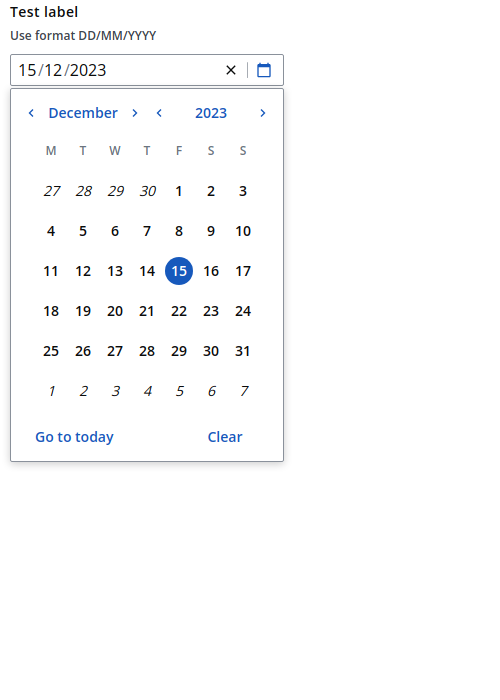 Test label
Use format DD/MM/YYYY
15/12/2023
December 2023
M T W T F S S
27 28 29 30 1 2 3
4 5 6 7 8 9 10
11 12 13 14 15 16 17
18 19 20 21 22 23 24
25 26 27 28 29 30 31
1 2 3 4 5 6 7
Go to today Clear